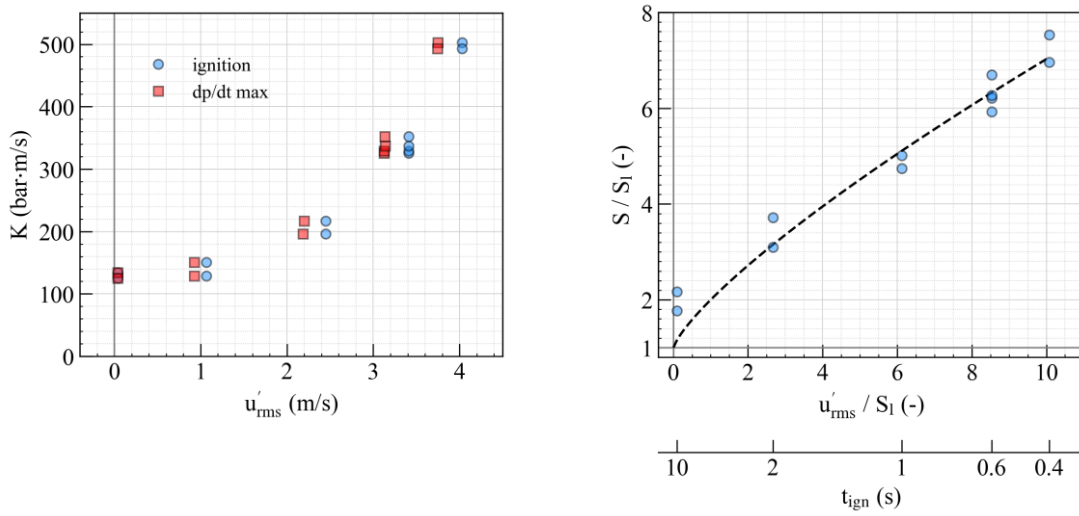 500
400
300
200
100
0
K (bar·m/s)
ignition
dp/dt max
0 1 2 3 4
u′rms (m/s)
8
6
4
2
1
S / Sl (-)
0 2 4 6 8 10
u′rms / Sl (-)
10 2 1 0.6 0.4
tign (s)